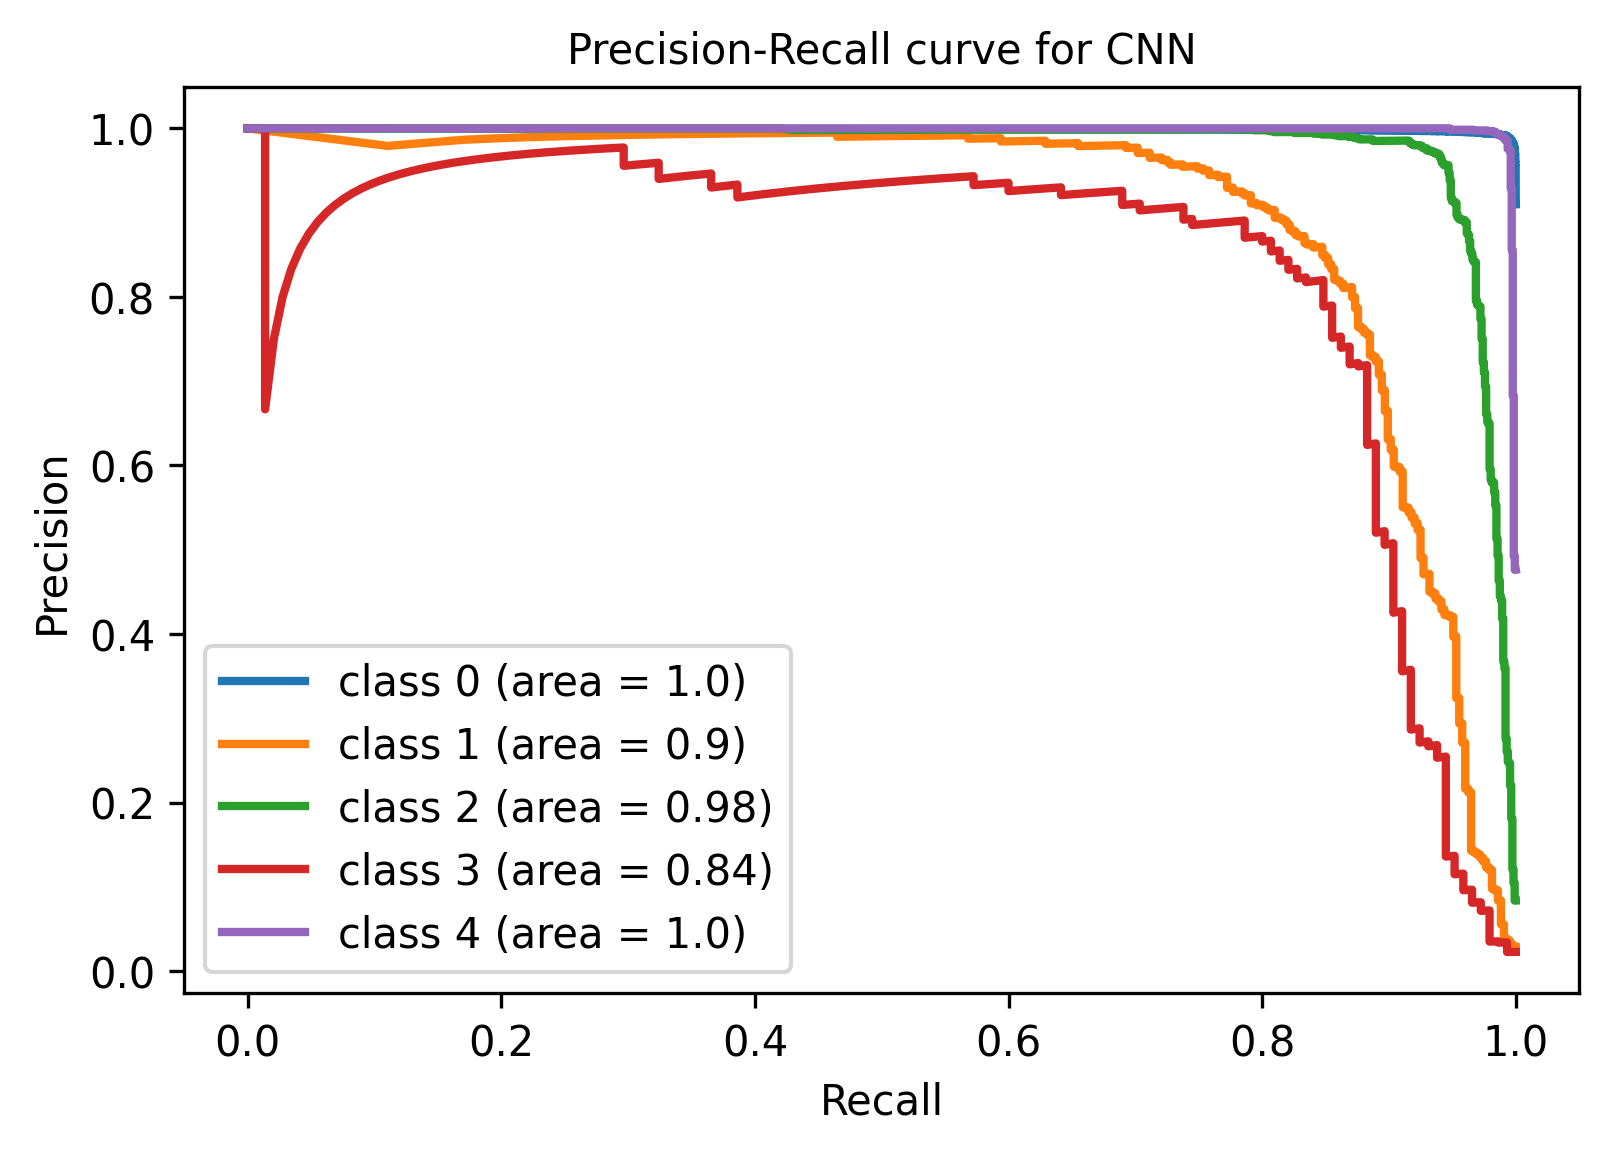 Precision-Recall curve for CNN
1.0
0.8
0.6
0.4
0.2
0.0
Precision
class 0 (area = 1.0)
class 1 (area = 0.9)
class 2 (area = 0.98)
class 3 (area = 0.84)
class 4 (area = 1.0)
0.0 0.2 0.4 0.6 0.8 1.0
Recall